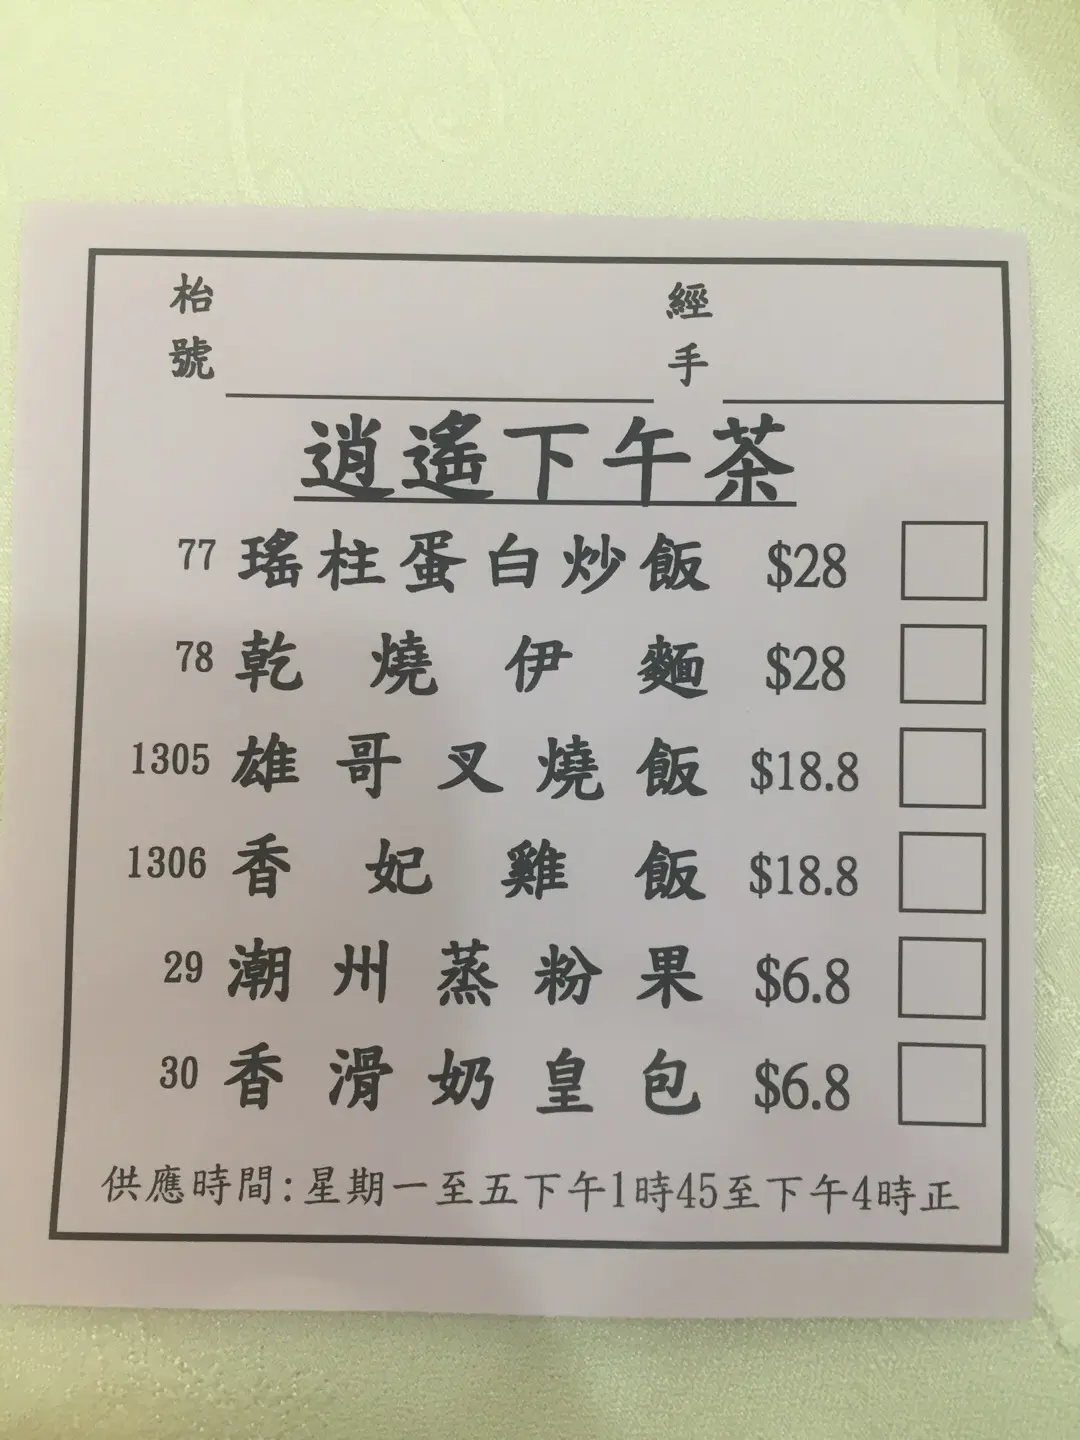 枱號 經手
逍遙下午茶
77 瑤柱蛋白炒飯 $28
78 乾燒伊麵 $28
1305 雄哥叉燒飯 $18.8
1306 香妃雞飯 $18.8
29 潮州蒸粉果 $6.8
30 香滑奶皇包 $6.8
供應時間:星期一至五下午1時45至下午4時正